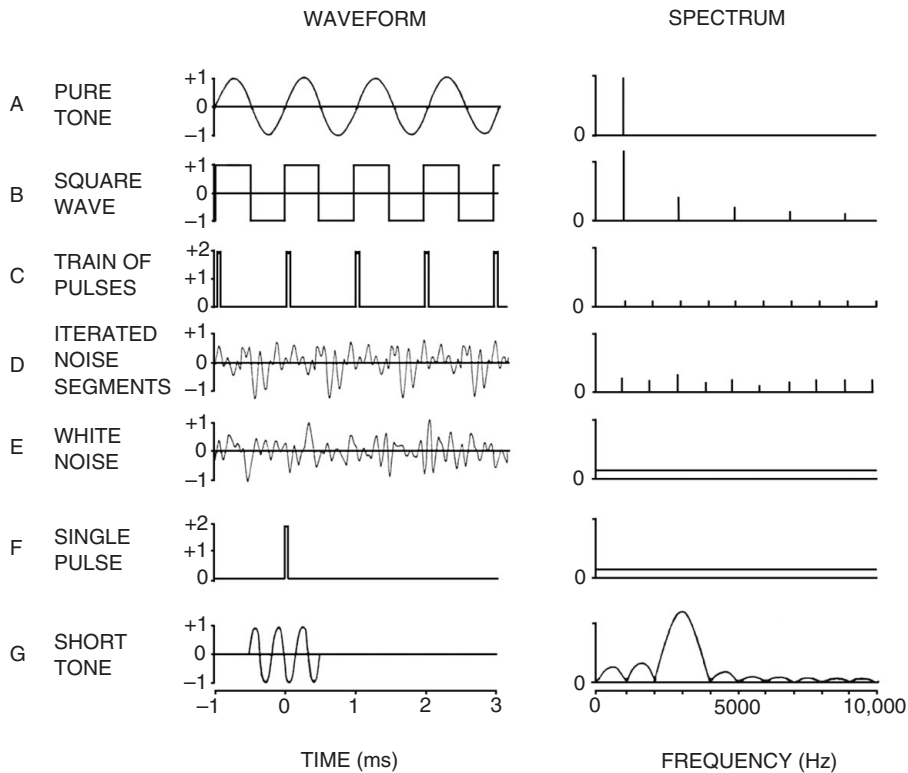 WAVEFORM SPECTRUM
A PURE TONE +1 0 –1 0
B SQUARE WAVE +1 0 –1 0
C TRAIN OF PULSES +2 +1 0 0
D ITERATED NOISE SEGMENTS +1 0 –1 0
E WHITE NOISE +1 0 –1 0
F SINGLE PULSE +2 +1 0 0
G SHORT TONE +1 0 –1 0
–1 0 1 2 3 0 5000 10,000
TIME (ms) FREQUENCY (Hz)